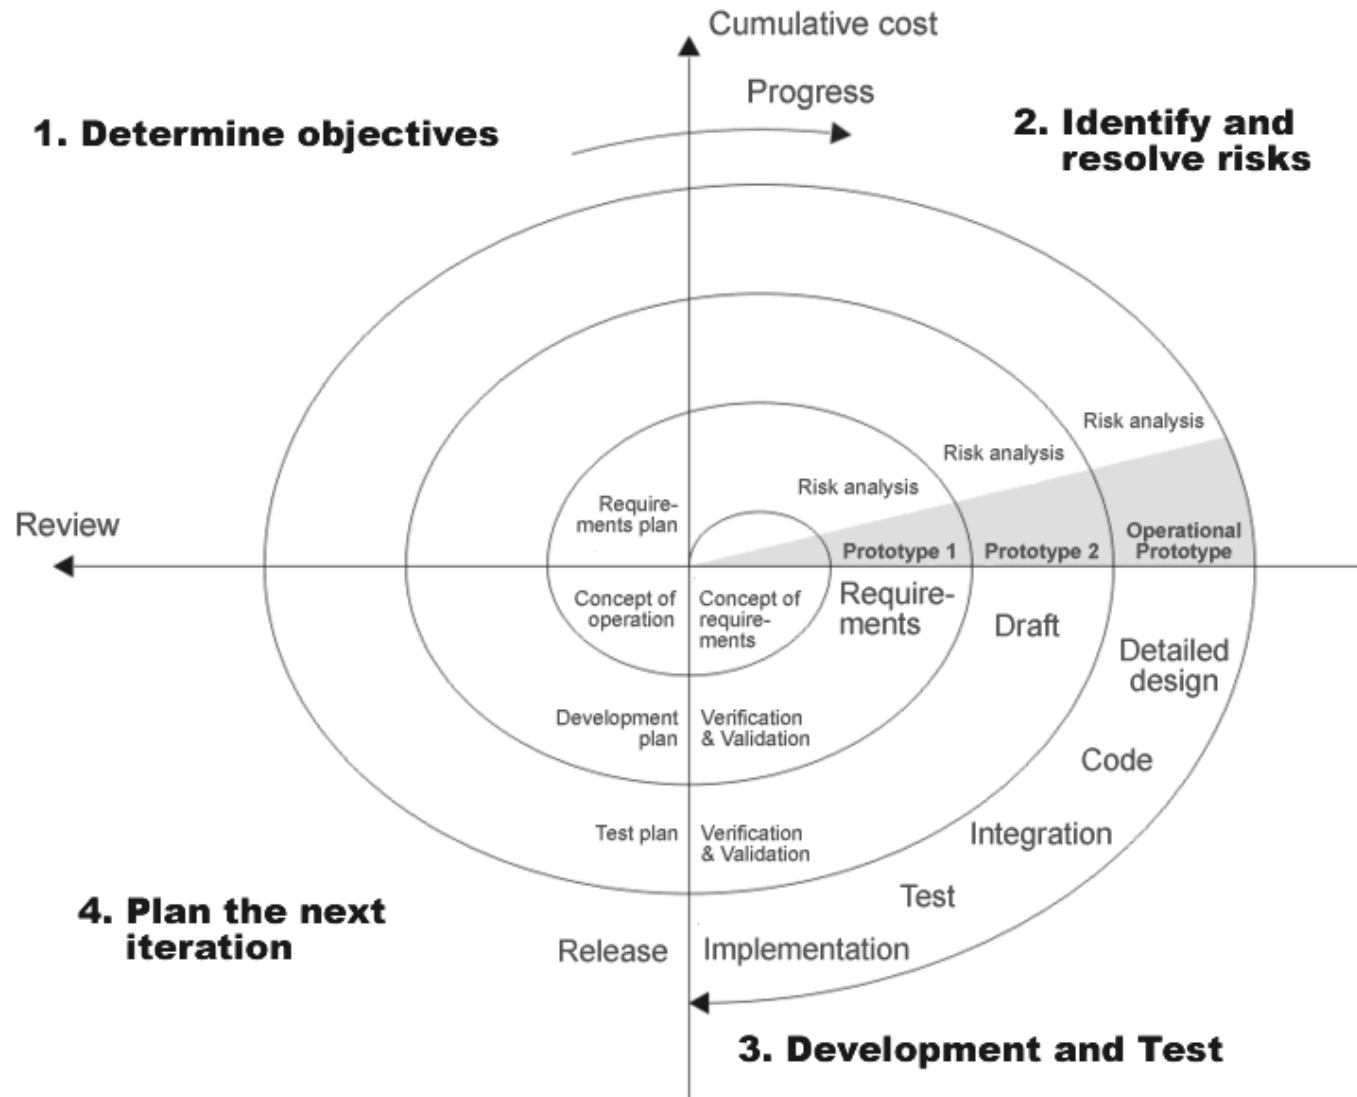 Cumulative cost
Progress
1. Determine objectives
2. Identify and
resolve risks
Risk analysis
Risk analysis
Risk analysis
Require-
ments plan
Review
Operational
Prototype
Prototype 1
Prototype 2
Concept of
operation
Concept of
require-
ments
Require-
ments
Draft
Detailed
design
Development
plan
Verification
& Validation
Code
Test plan
Verification
& Validation
Integration
Test
4. Plan the next
iteration
Release
Implementation
3. Development and Test